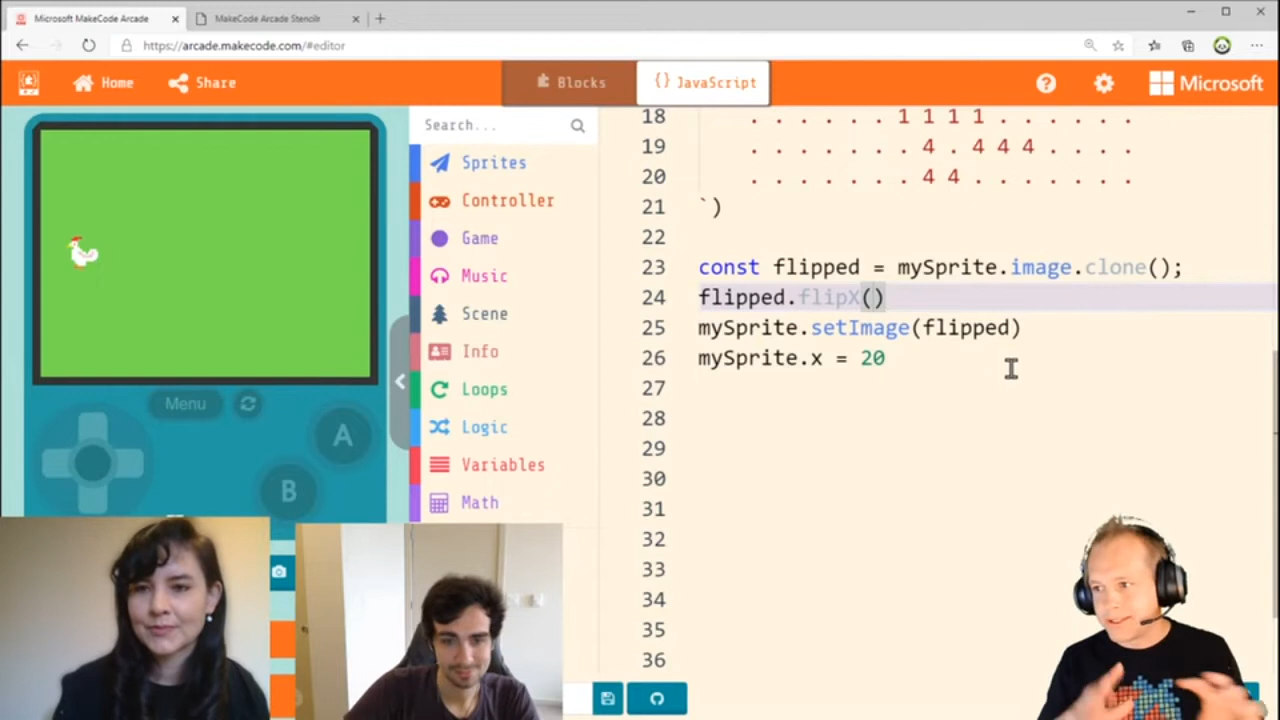 Microsoft MakeCode Arcade
MakeCode Arcade Stencilr
https://arcade.makecode.com/#editor
Home
Share
Blocks
{} JavaScript
?
Microsoft
Search...
Sprites
Controller
Game
Music
Scene
Info
Loops
Logic
Variables
Math
Menu
A
B
18 . . . . . . . . 1 1 1 1 . . . . . .
19 . . . . . . . 4 . 4 4 4 . . . .
20 . . . . . . . 4 4 . . . . . . .
21 `)
22
23 const flipped = mySprite.image.clone();
24 flipped.flipX()
25 mySprite.setImage(flipped)
26 mySprite.x = 20
27
28
29
30
31
32
33
34
35
36